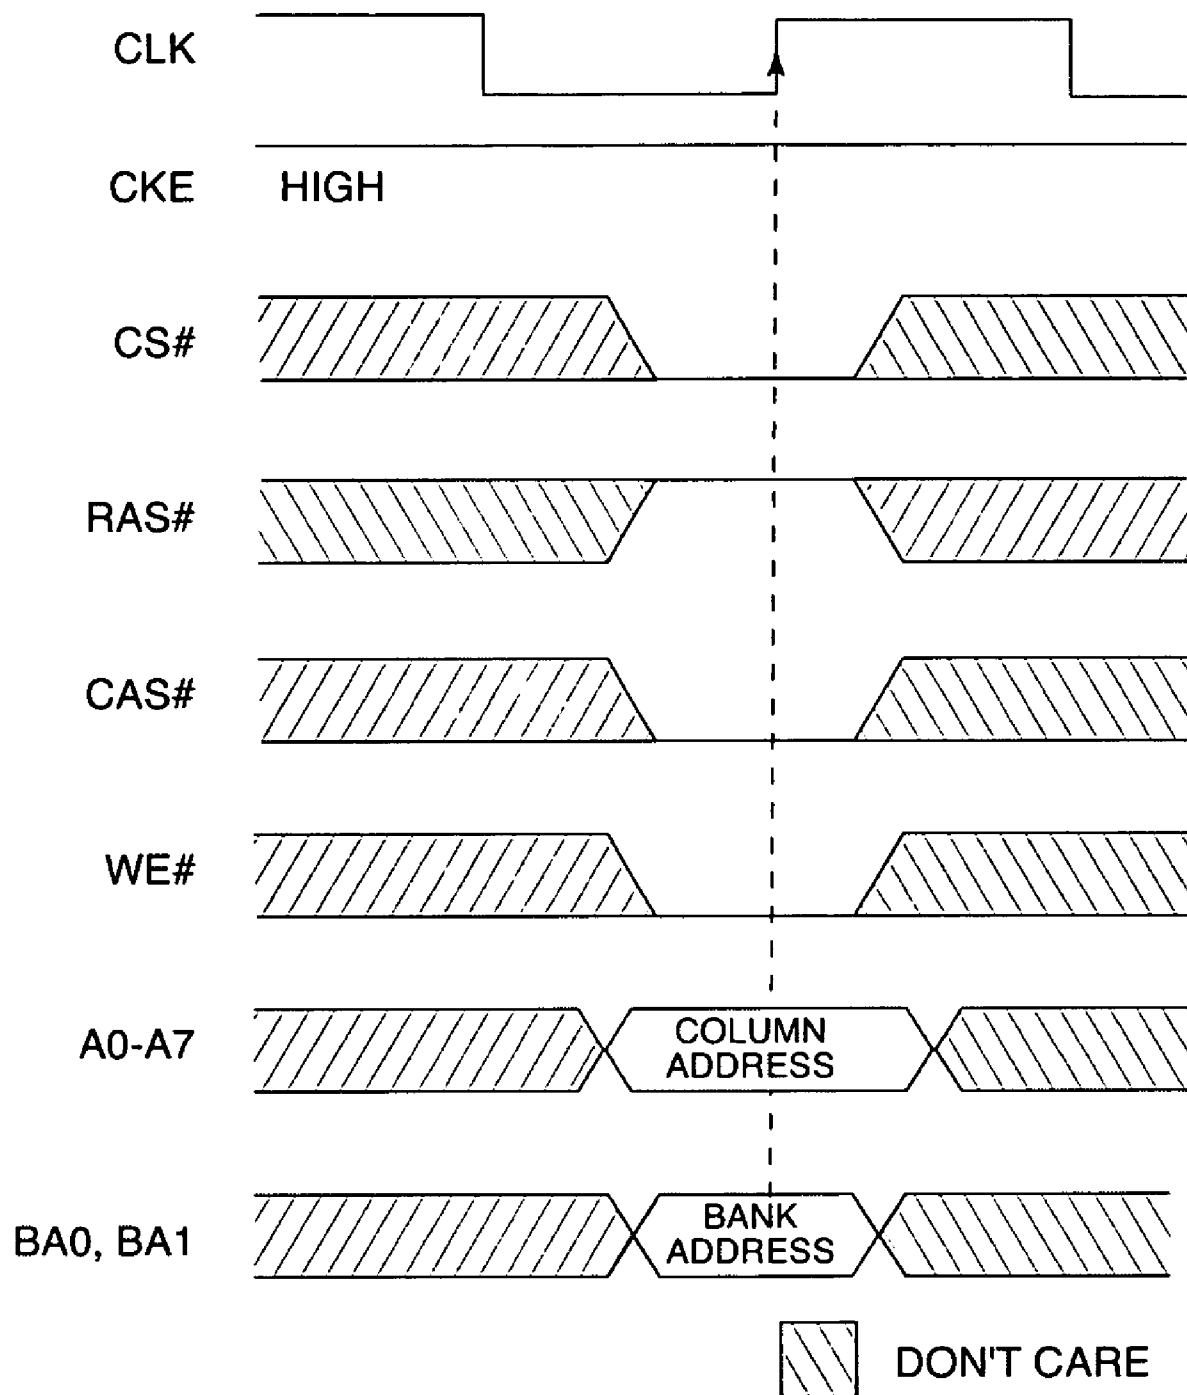 CLK
CKE HIGH
CS#
RAS#
CAS#
WE#
A0-A7 COLUMN
ADDRESS
BA0, BA1 BANK
ADDRESS
DON'T CARE